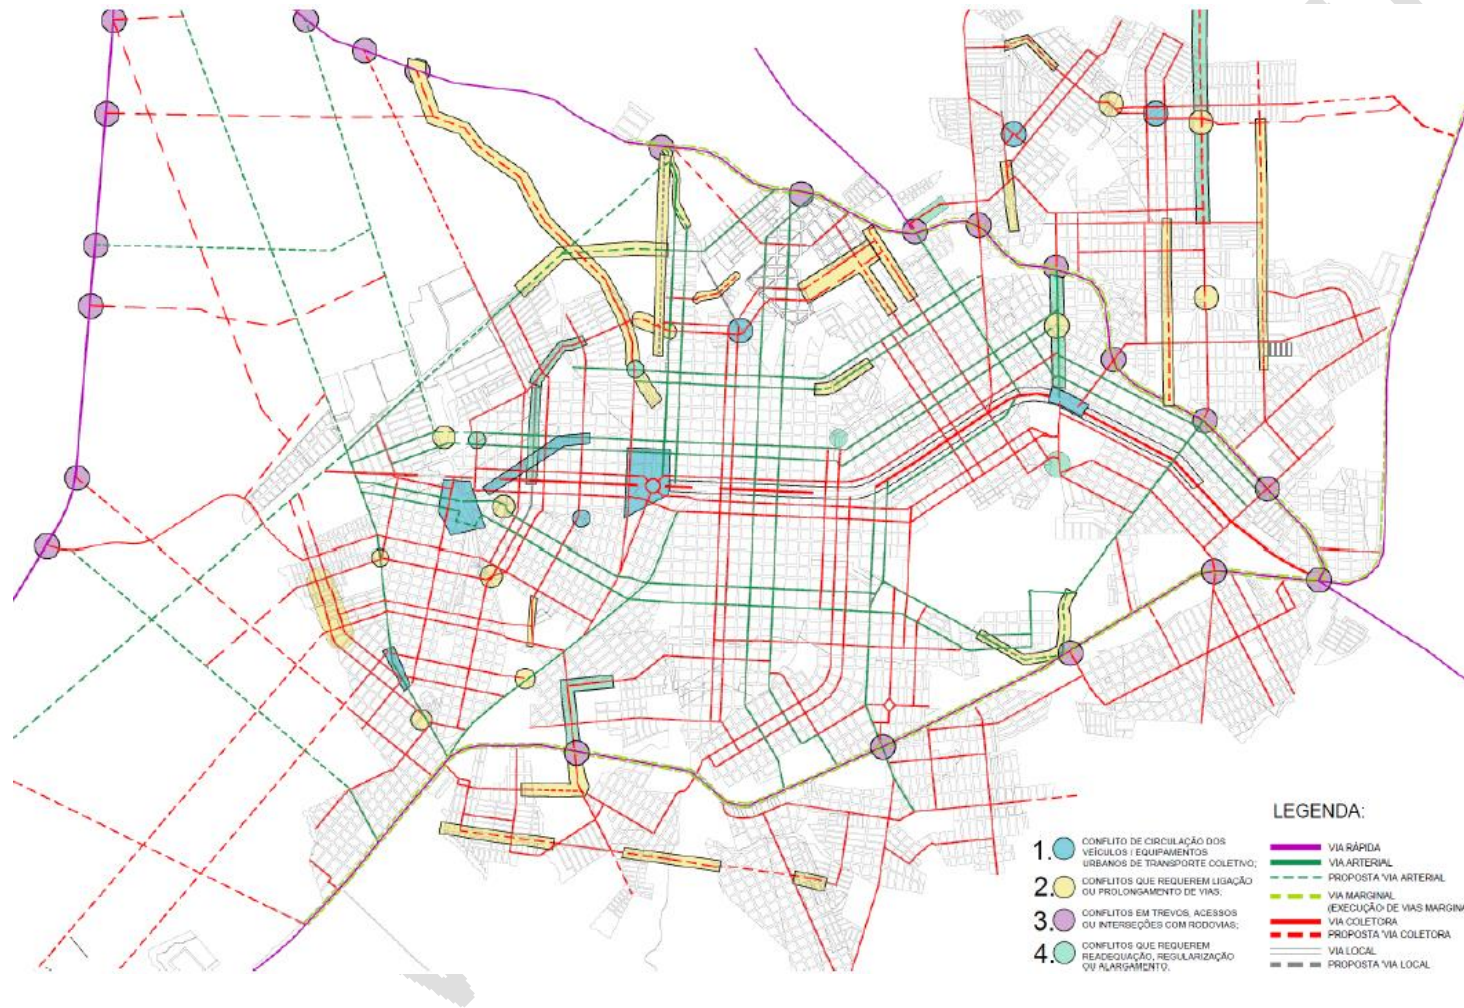 LEGENDA:
1. CONFLITO DE CIRCULAÇÃO DOS
VEÍCULOS / EQUIPAMENTOS
URBANOS DE TRANSPORTE COLETIVO;
2. CONFLITOS QUE REQUEREM LIGAÇÃO
OU PROLONGAMENTO DE VIAS;
3. CONFLITOS EM TREVOS, ACESSOS
OU INTERSEÇÕES COM RODOVIAS;
4. CONFLITOS QUE REQUEREM
READEQUAÇÃO, REGULARIZAÇÃO
OU ALARGAMENTO.
VIA RÁPIDA
VIA ARTERIAL
PROPOSTA VIA ARTERIAL
VIA MARGINAL
(EXECUÇÃO DE VIAS MARGINA
VIA COLETORA
PROPOSTA VIA COLETORA
VIA LOCAL
PROPOSTA VIA LOCAL